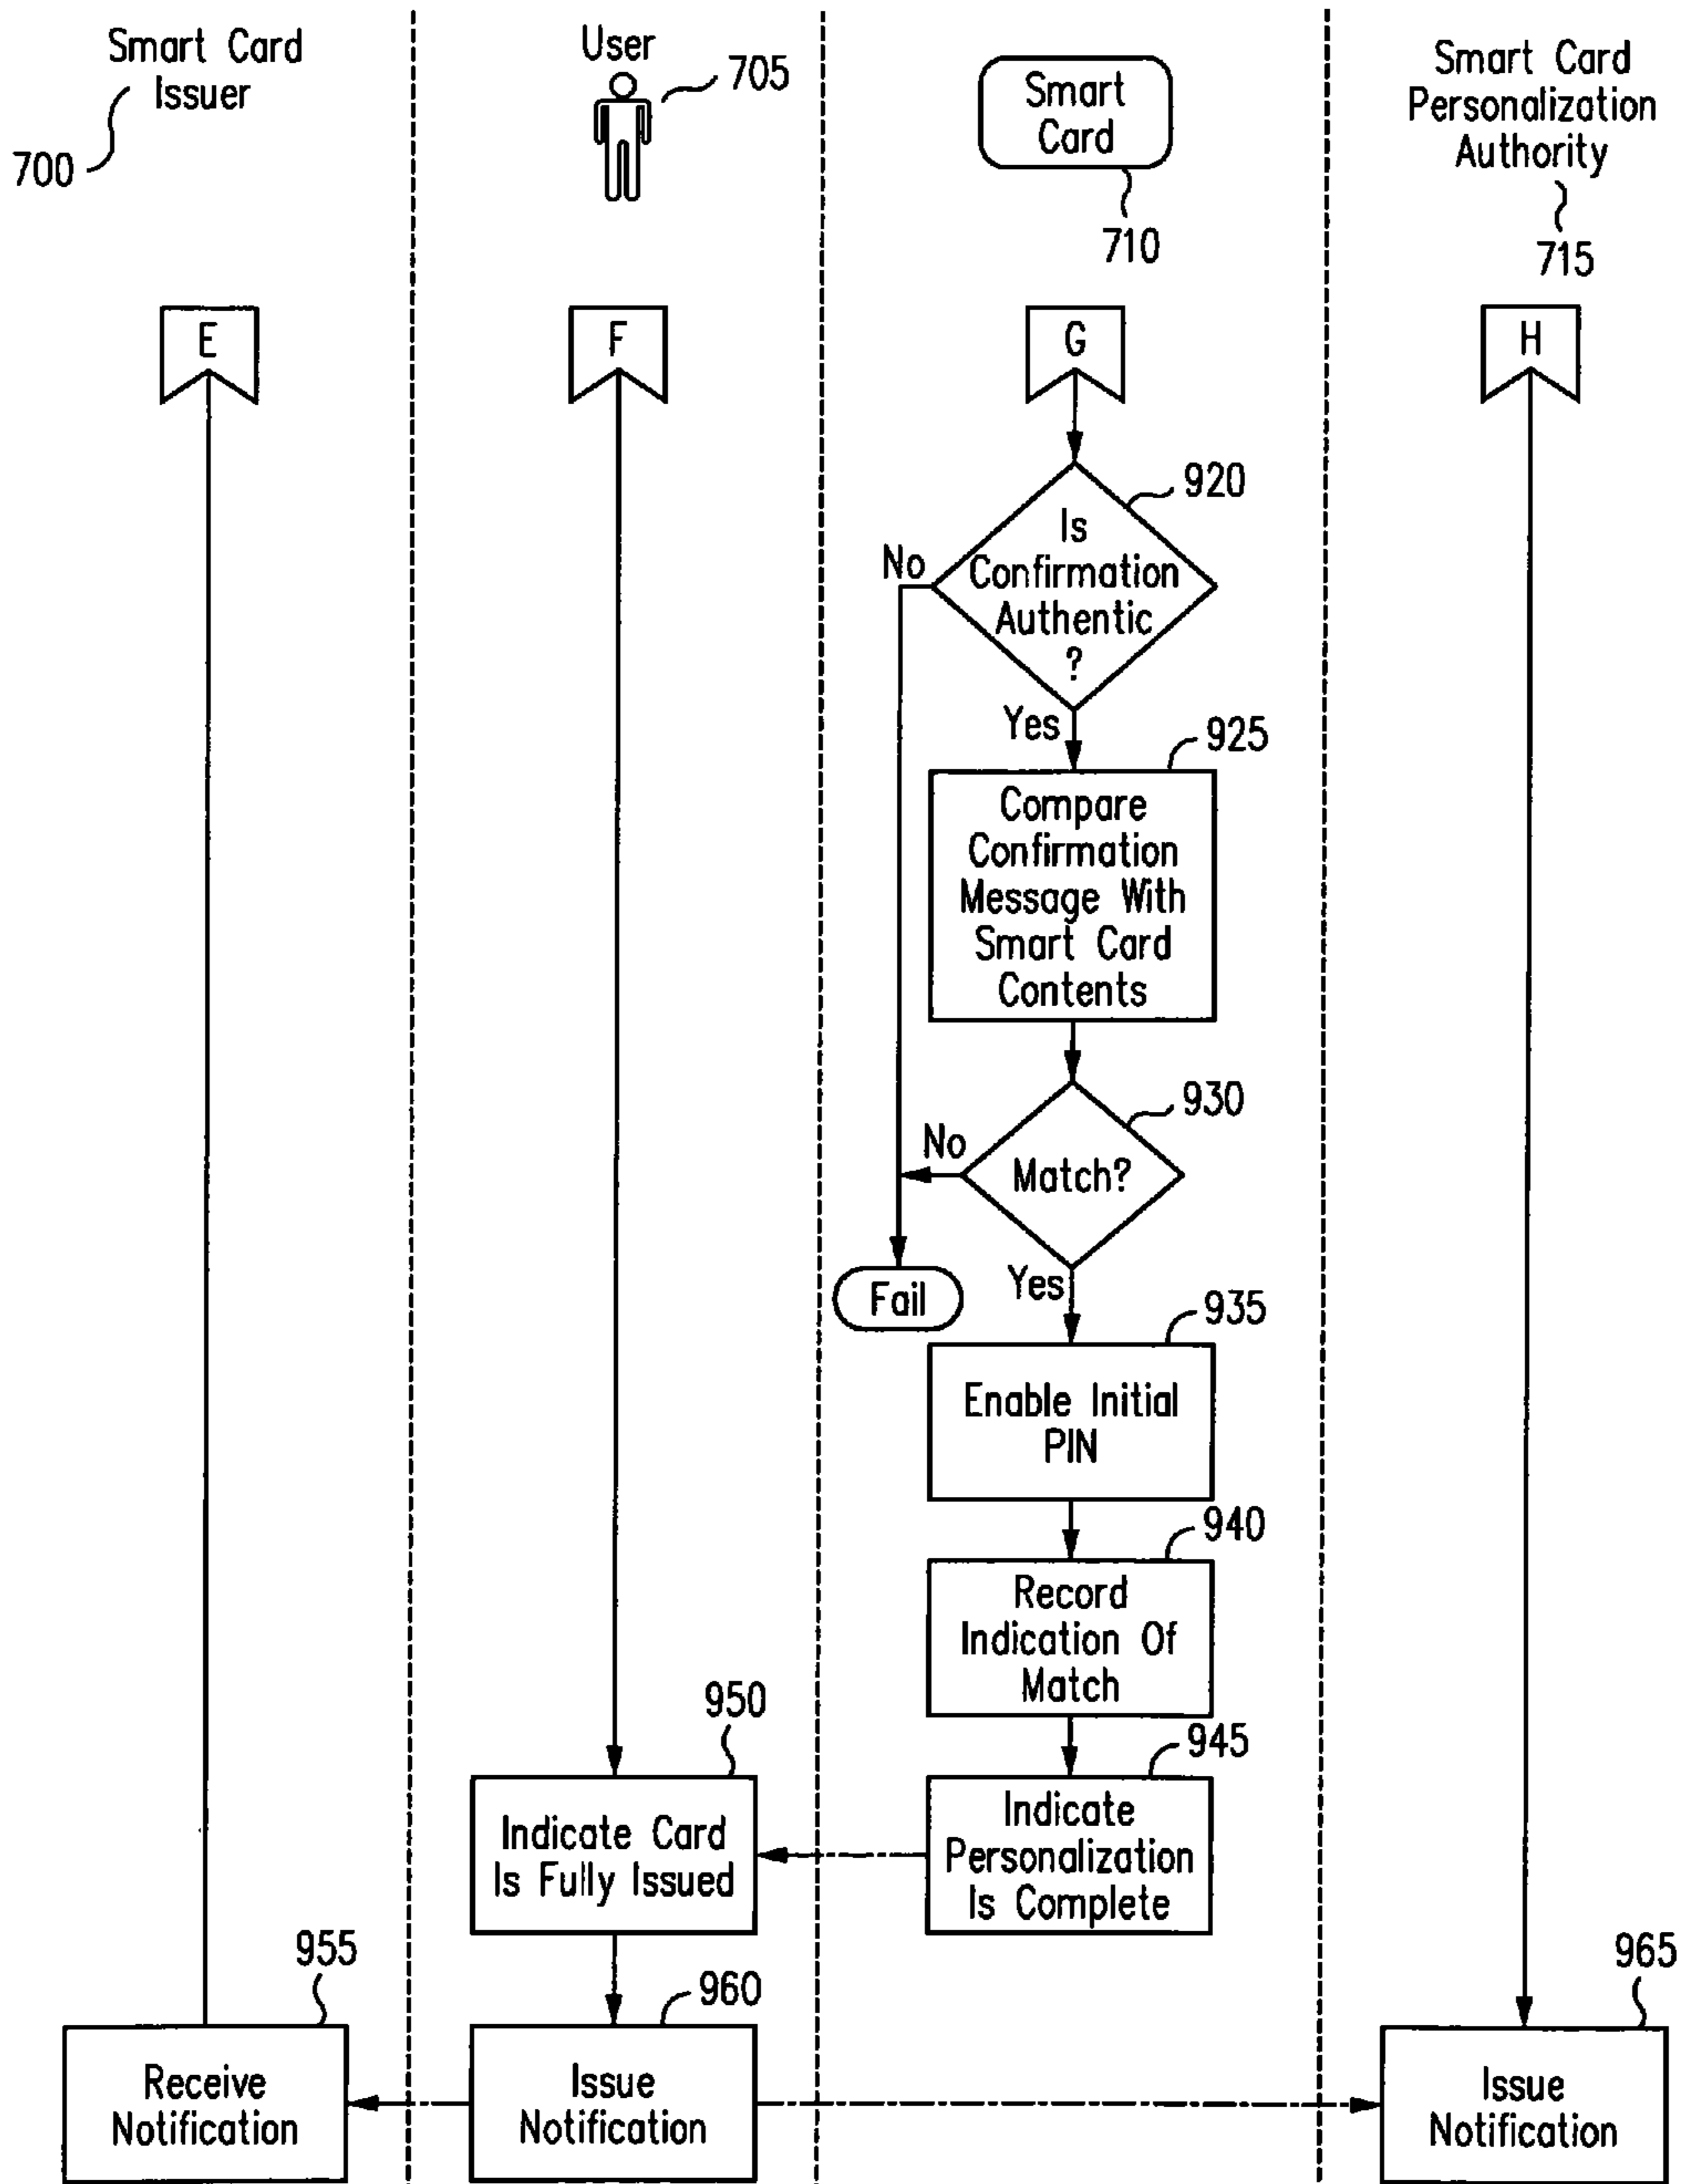 Smart Card
Issuer
700
User
705
Smart
Card
710
Smart Card
Personalization
Authority
715
E
F
G
H
920
Is
Confirmation
Authentic
?
No
Yes
925
Compare
Confirmation
Message With
Smart Card
Contents
930
Match?
No
Fail
Yes
935
Enable Initial
PIN
940
Record
Indication Of
Match
945
Indicate
Personalization
Is Complete
950
Indicate Card
Is Fully Issued
955
Receive
Notification
960
Issue
Notification
965
Issue
Notification